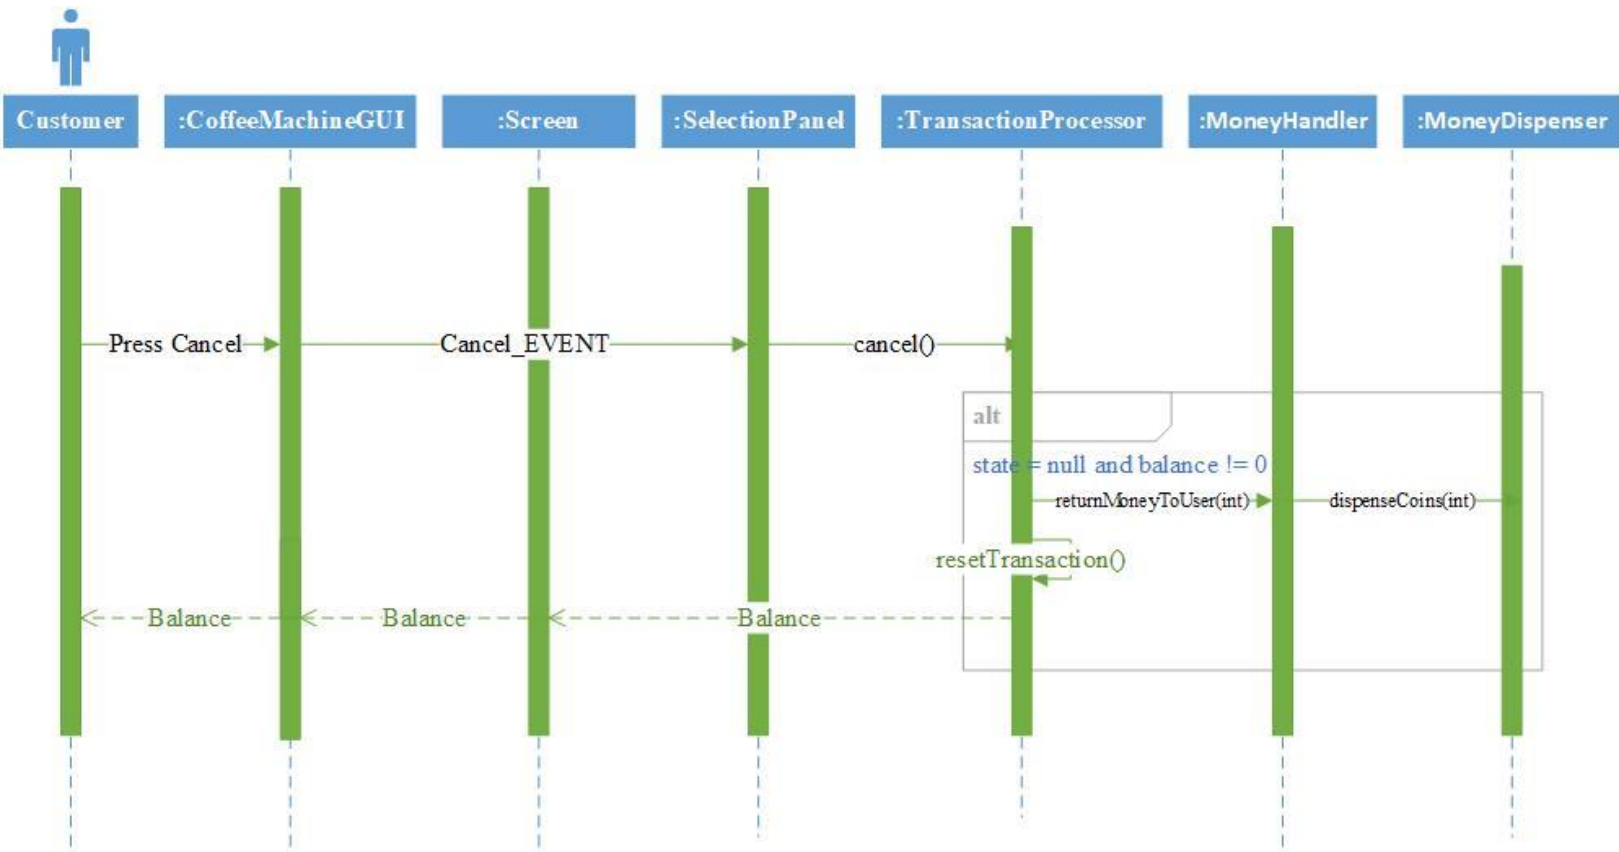 Customer
:CoffeeMachineGUI
:Screen
:SelectionPanel
:TransactionProcessor
:MoneyHandler
:MoneyDispenser
Press Cancel
Cancel_EVENT
cancel()
alt
state = null and balance != 0
returnMoneyToUser(int)
dispenseCoins(int)
resetTransaction()
Balance
Balance
Balance